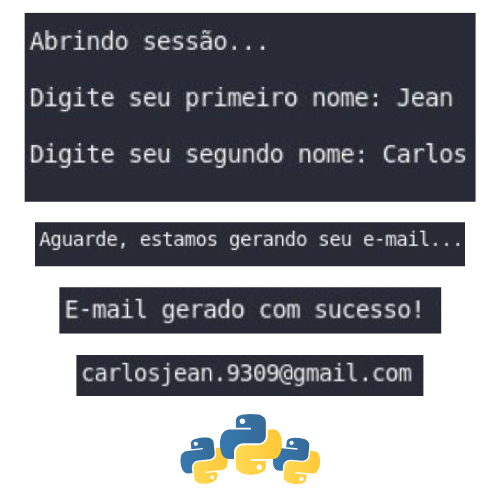 Abrindo sessão...
Digite seu primeiro nome: Jean
Digite seu segundo nome: Carlos
Aguarde, estamos gerando seu e-mail...
E-mail gerado com sucesso!
carlosjean.9309@gmail.com